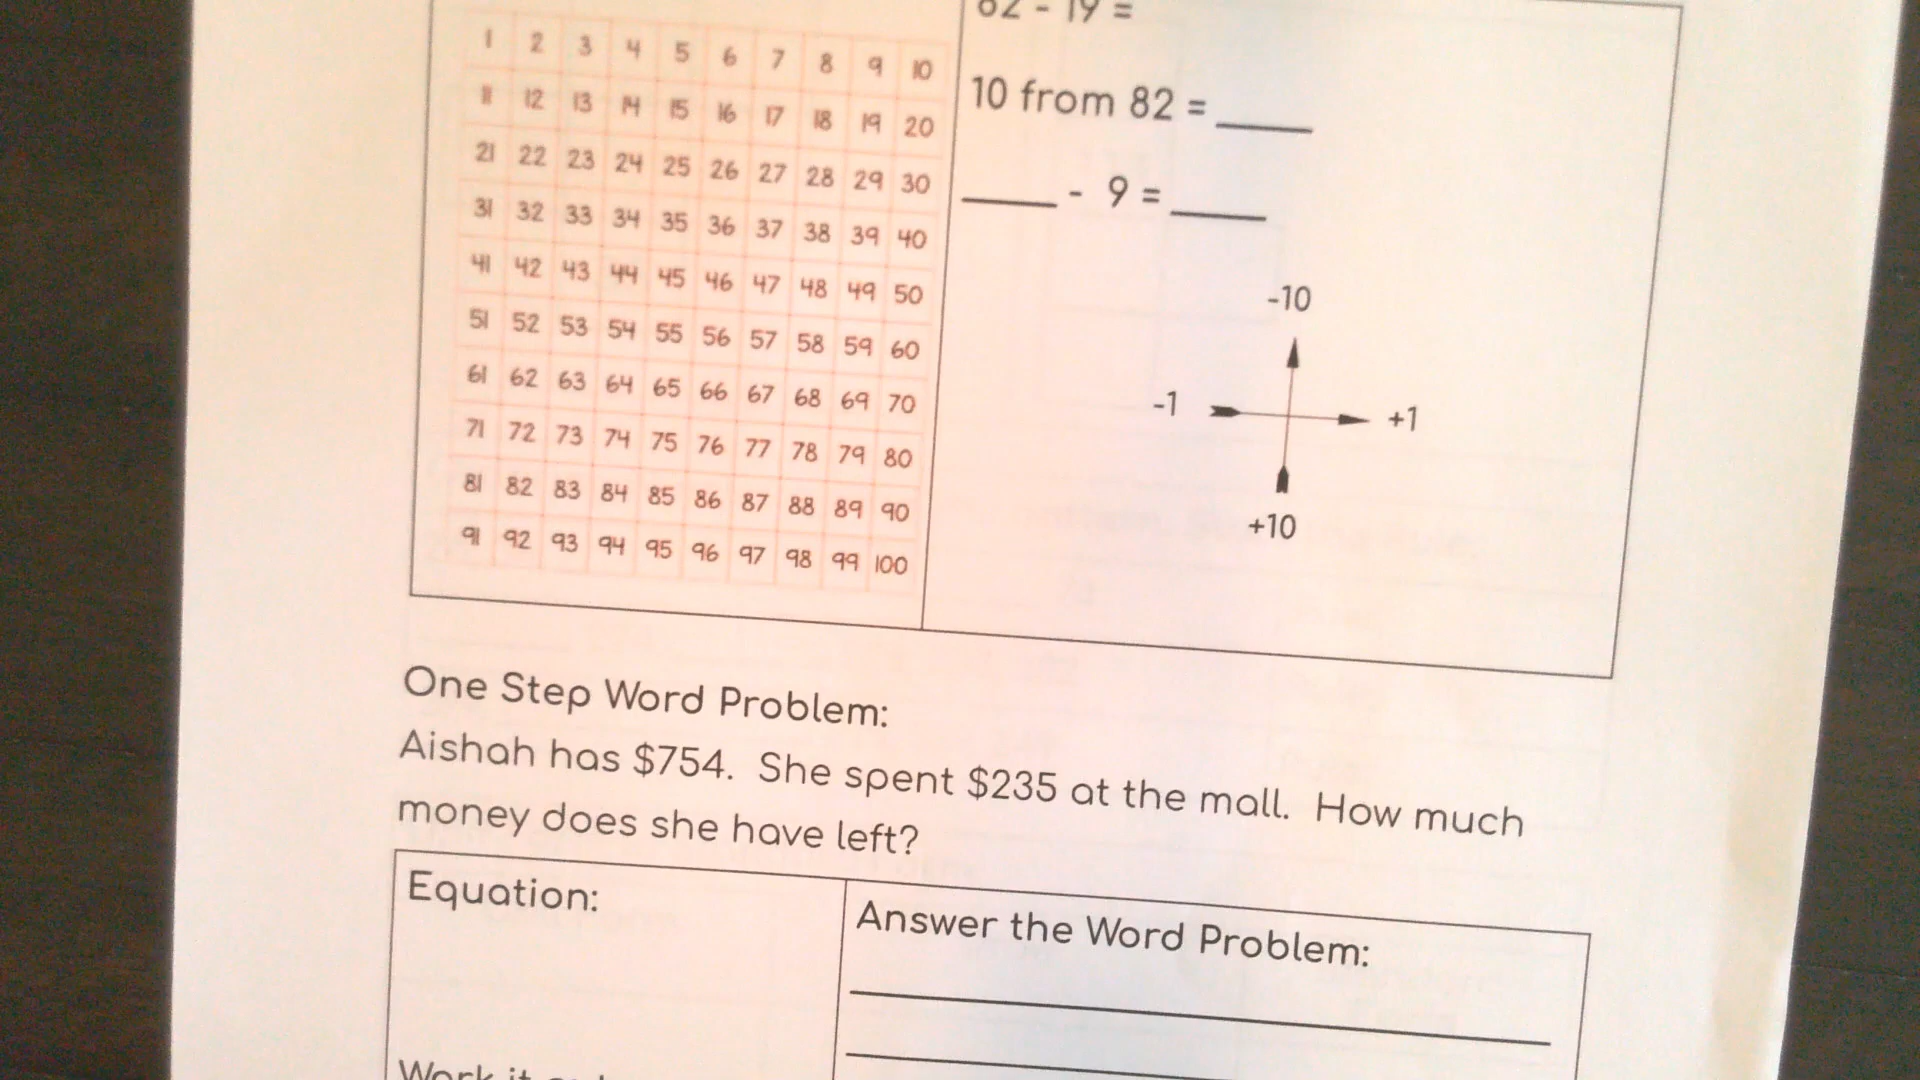 1 2 3 4 5 6 7 8 9 10
11 12 13 14 15 16 17 18 19 20
21 22 23 24 25 26 27 28 29 30
31 32 33 34 35 36 37 38 39 40
41 42 43 44 45 46 47 48 49 50
51 52 53 54 55 56 57 58 59 60
61 62 63 64 65 66 67 68 69 70
71 72 73 74 75 76 77 78 79 80
81 82 83 84 85 86 87 88 89 90
91 92 93 94 95 96 97 98 99 100
82 - 19 =
10 from 82 = ____
____ - 9 = ____
-10
-1 +1
+10
One Step Word Problem:
Aishah has $754. She spent $235 at the mall. How much
money does she have left?
Equation:
Answer the Word Problem:
Work it